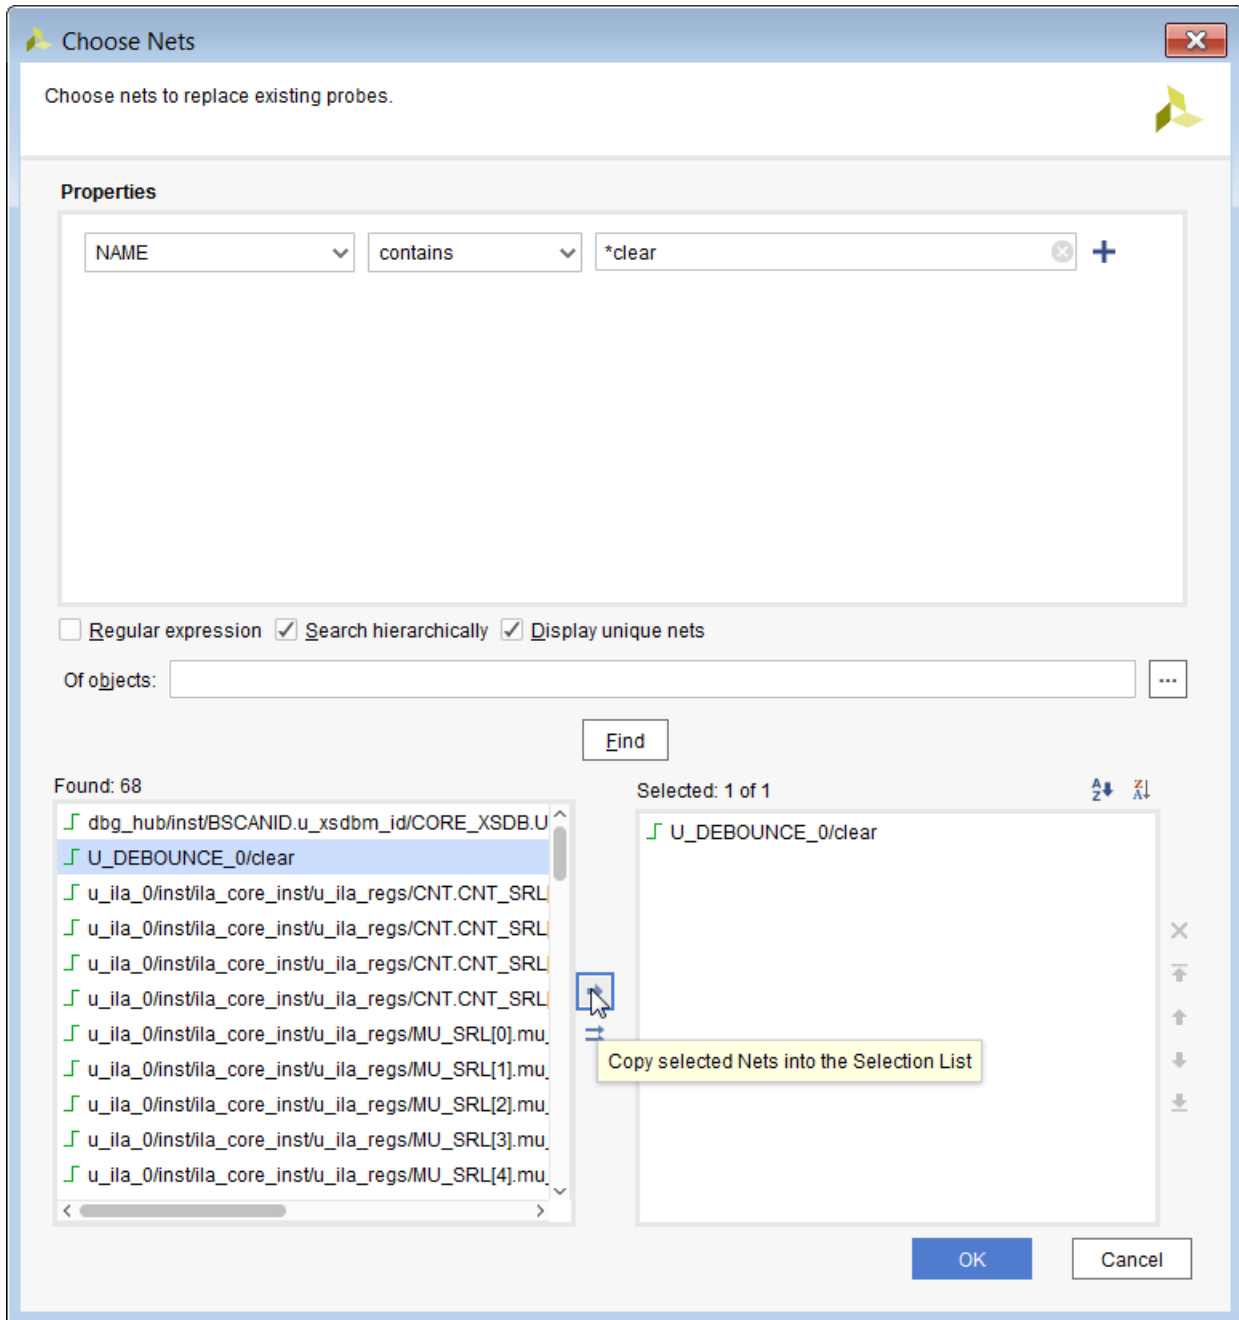 Choose Nets
Choose nets to replace existing probes.
Properties
NAME contains *clear
Regular expression Search hierarchically Display unique nets
Of objects: ...
Find
Found: 68
Selected: 1 of 1
dbg_hub/inst/BSCANID.u_xsdbm_id/CORE_XSDB.U
U_DEBOUNCE_0/clear
u_ila_0/inst/ila_core_inst/u_ila_regs/CNT.CNT_SRL[
u_ila_0/inst/ila_core_inst/u_ila_regs/CNT.CNT_SRL[
u_ila_0/inst/ila_core_inst/u_ila_regs/CNT.CNT_SRL[
u_ila_0/inst/ila_core_inst/u_ila_regs/CNT.CNT_SRL[
u_ila_0/inst/ila_core_inst/u_ila_regs/MU_SRL[0].mu_
u_ila_0/inst/ila_core_inst/u_ila_regs/MU_SRL[1].mu_
u_ila_0/inst/ila_core_inst/u_ila_regs/MU_SRL[2].mu_
u_ila_0/inst/ila_core_inst/u_ila_regs/MU_SRL[3].mu_
u_ila_0/inst/ila_core_inst/u_ila_regs/MU_SRL[4].mu_
U_DEBOUNCE_0/clear
Copy selected Nets into the Selection List
OK Cancel